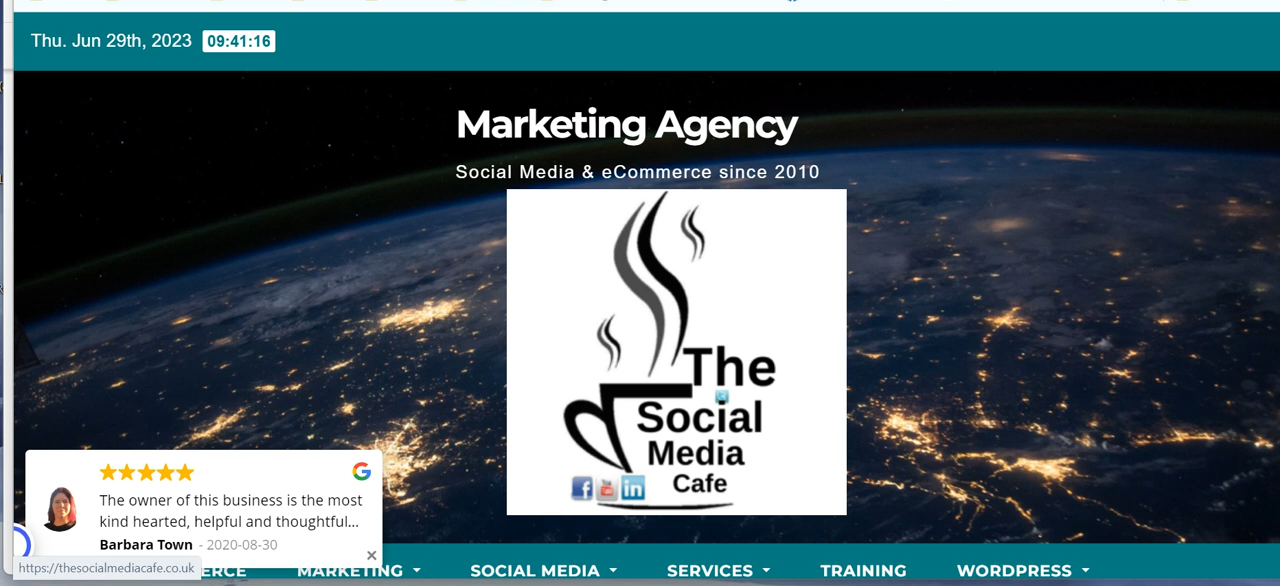 Thu. Jun 29th, 2023 09:41:16
Marketing Agency
Social Media & eCommerce since 2010
The
Social
Media
Cafe
The owner of this business is the most
kind hearted, helpful and thoughtful...
Barbara Town - 2020-08-30
https://thesocialmediacafe.co.uk
MARKETING SOCIAL MEDIA SERVICES TRAINING WORDPRESS